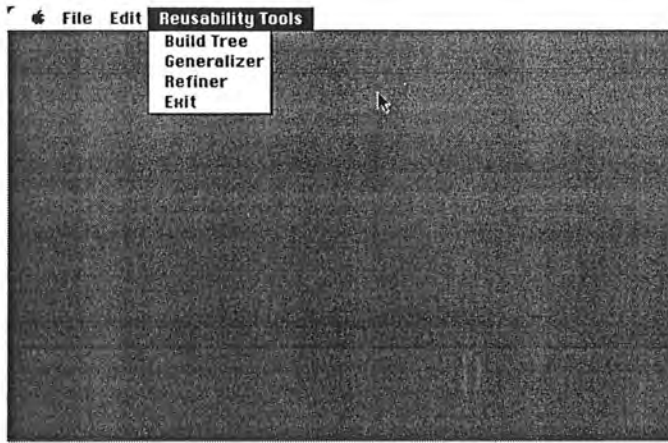 File Edit Reusability Tools
Build Tree
Generalizer
Refiner
Exit